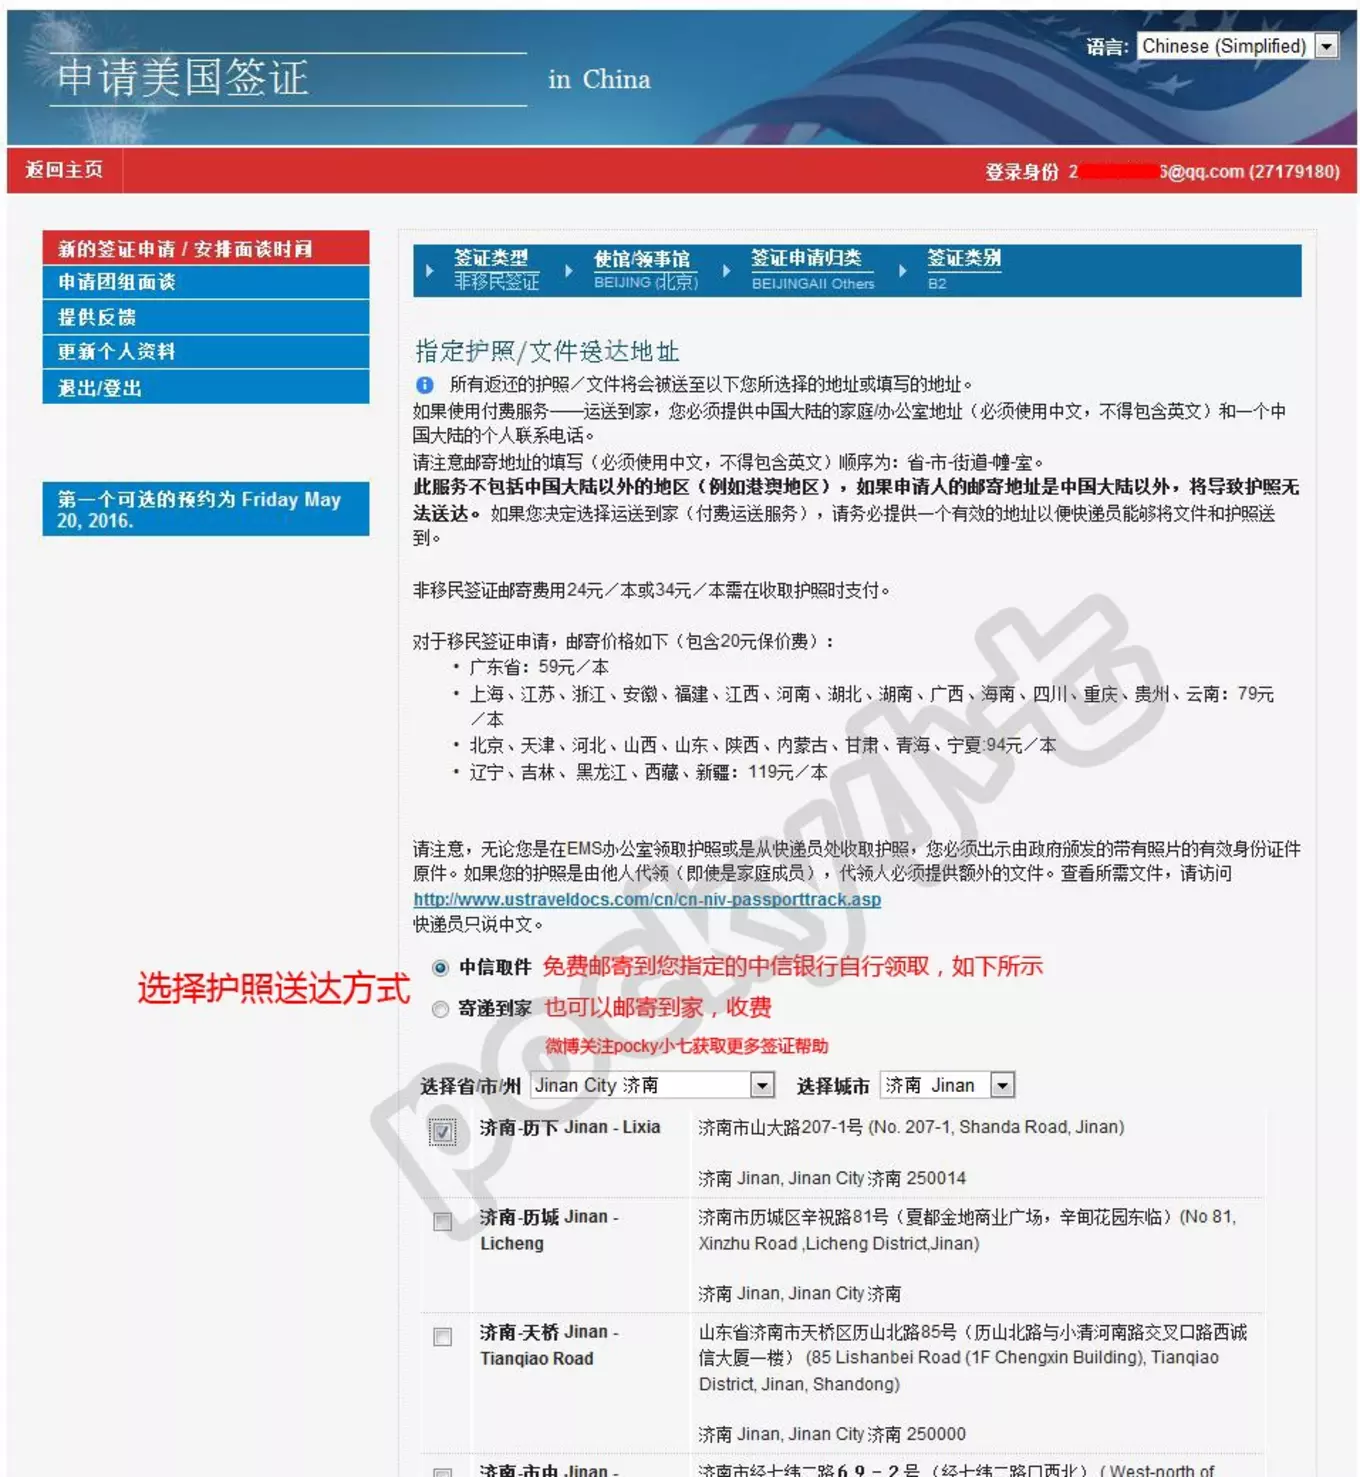 申请美国签证
in China
语言: Chinese (Simplified)
返回主页
登录身份 2 6@qq.com (27179180)
新的签证申请 / 安排面谈时间
申请团组面谈
提供反馈
更新个人资料
退出/登出
第一个可选的预约为 Friday May
20, 2016.
签证类型 使馆/领事馆 签证申请归类 签证类别
非移民签证 BEIJING (北京) BEIJINGAll Others B2
指定护照/文件送达地址
所有返还的护照／文件将会被送至以下您所选择的地址或填写的地址。
如果使用付费服务——运送到家，您必须提供中国大陆的家庭/办公室地址（必须使用中文，不得包含英文）和一个中
国大陆的个人联系电话。
请注意邮寄地址的填写（必须使用中文，不得包含英文）顺序为：省-市-街道-幢-室。
此服务不包括中国大陆以外的地区（例如港澳地区），如果申请人的邮寄地址是中国大陆以外，将导致护照无
法送达。如果您决定选择运送到家（付费运送服务），请务必提供一个有效的地址以便快递员能够将文件和护照送
到。
非移民签证邮寄费用24元／本或34元／本需在收取护照时支付。
对于移民签证申请，邮寄价格如下（包含20元保价费）：
• 广东省：59元／本
• 上海、江苏、浙江、安徽、福建、江西、河南、湖北、湖南、广西、海南、四川、重庆、贵州、云南：79元
／本
• 北京、天津、河北、山西、山东、陕西、内蒙古、甘肃、青海、宁夏:94元／本
• 辽宁、吉林、黑龙江、西藏、新疆：119元／本
请注意，无论您是在EMS办公室领取护照或是从快递员处收取护照，您必须出示由政府颁发的带有照片的有效身份证件
原件。如果您的护照是由他人代领（即使是家庭成员），代领人必须提供额外的文件。查看所需文件，请访问
http://www.ustraveldocs.com/cn/cn-niv-passporttrack.asp
快递员只说中文。
选择护照送达方式
中信取件 免费邮寄到您指定的中信银行自行领取，如下所示
寄递到家 也可以邮寄到家，收费
微博关注pocky小七获取更多签证帮助
选择省/市/州 Jinan City 济南 选择城市 济南 Jinan
济南-历下 Jinan - Lixia 济南市山大路207-1号 (No. 207-1, Shanda Road, Jinan)
济南 Jinan, Jinan City 济南 250014
济南-历城 Jinan - 济南市历城区辛祝路81号（夏都金地商业广场，辛甸花园东临）(No 81,
Licheng Xinzhu Road ,Licheng District,Jinan)
济南 Jinan, Jinan City 济南
济南-天桥 Jinan - 山东省济南市天桥区历山北路85号（历山北路与小清河南路交叉口路西诚
Tianqiao Road 信大厦一楼） (85 Lishanbei Road (1F Chengxin Building), Tianqiao
District, Jinan, Shandong)
济南 Jinan, Jinan City 济南 250000
济南-市中 Jinan - 济南市经七纬二路６９－２号（经七纬二路口西北）( West-north of
pocky小七